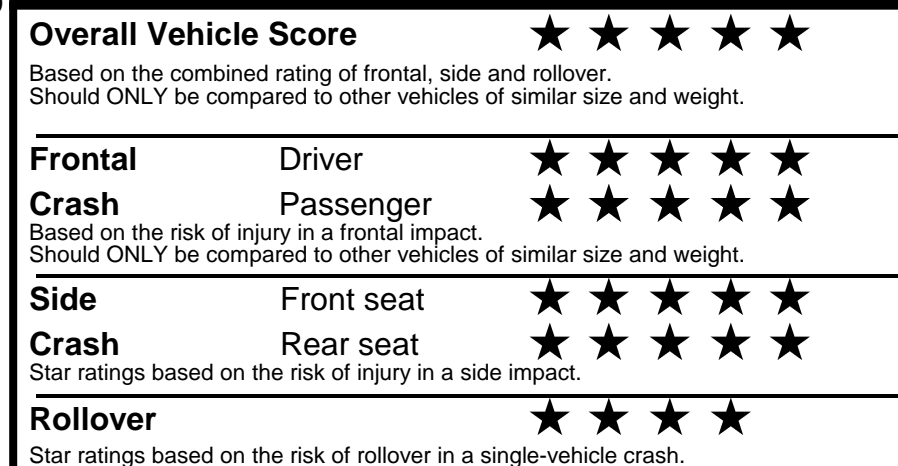 Overall Vehicle Score ★ ★ ★ ★ ★
Based on the combined rating of frontal, side and rollover.
Should ONLY be compared to other vehicles of similar size and weight.
Frontal Driver ★ ★ ★ ★ ★
Crash Passenger ★ ★ ★ ★ ★
Based on the risk of injury in a frontal impact.
Should ONLY be compared to other vehicles of similar size and weight.
Side Front seat ★ ★ ★ ★ ★
Crash Rear seat ★ ★ ★ ★ ★
Star ratings based on the risk of injury in a side impact.
Rollover ★ ★ ★ ★
Star ratings based on the risk of rollover in a single-vehicle crash.